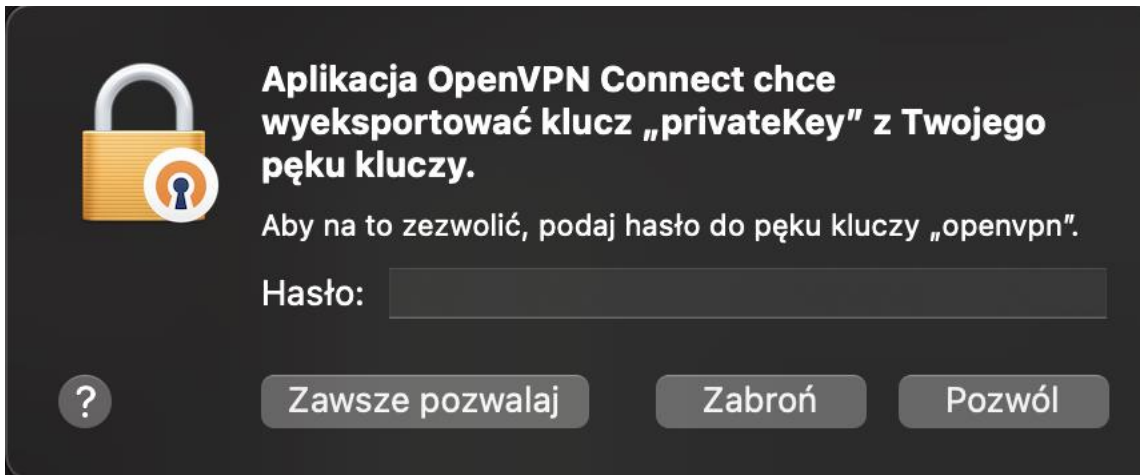 Aplikacja OpenVPN Connect chce
wyeksportować klucz „privateKey” z Twojego
pęku kluczy.
Aby na to zezwolić, podaj hasło do pęku kluczy „openvpn”.
Hasło:
?
Zawsze pozwalaj
Zabroń
Pozwól